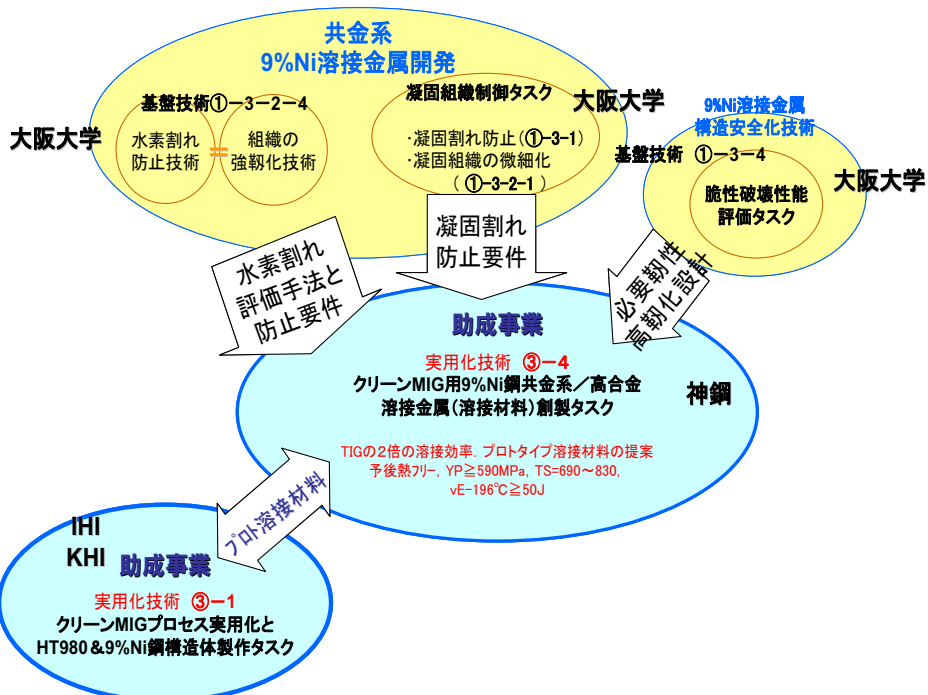 共金系
9%Ni溶接金属開発
基盤技術①-3-2-4
水素割れ
防止技術
=
組織の
強靱化技術
大阪大学
凝固組織制御タスク
・凝固割れ防止(①-3-1)
・凝固組織の微細化
(①-3-2-1)
大阪大学
9%Ni溶接金属
構造安全化技術
基盤技術 ①-3-4
脆性破壊性能
評価タスク
大阪大学
水素割れ
評価手法と
防止要件
凝固割れ
防止要件
必要靭性
高靭化設計
助成事業
実用化技術 ③-4
クリーンMIG用9%Ni鋼共金系/高合金
溶接金属(溶接材料)創製タスク
神鋼
TIGの2倍の溶接効率. プロトタイプ溶接材料の提案
予後熱フリー, YP≧590MPa, TS=690~830,
vE-196℃≧50J
プロト溶接材料
IHI
KHI
助成事業
実用化技術 ③-1
クリーンMIGプロセス実用化と
HT980&9%Ni鋼構造体製作タスク